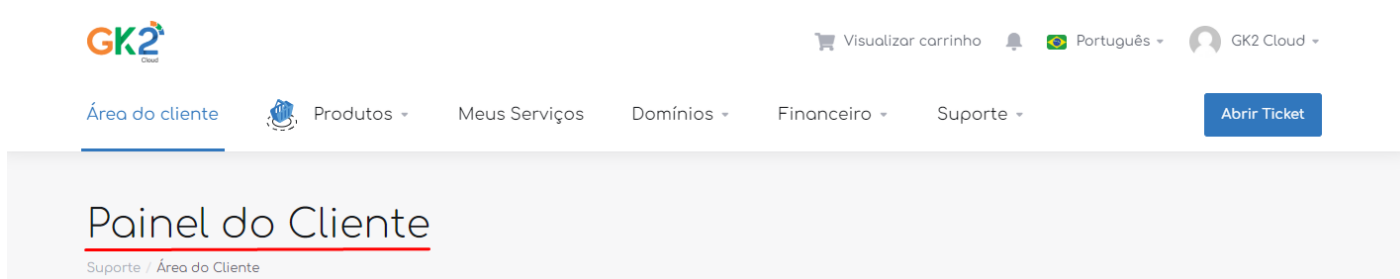 GK2
Cloud
Visualizar carrinho Português GK2 Cloud
Área do cliente Produtos Meus Serviços Domínios Financeiro Suporte Abrir Ticket
Painel do Cliente
Suporte / Área do Cliente